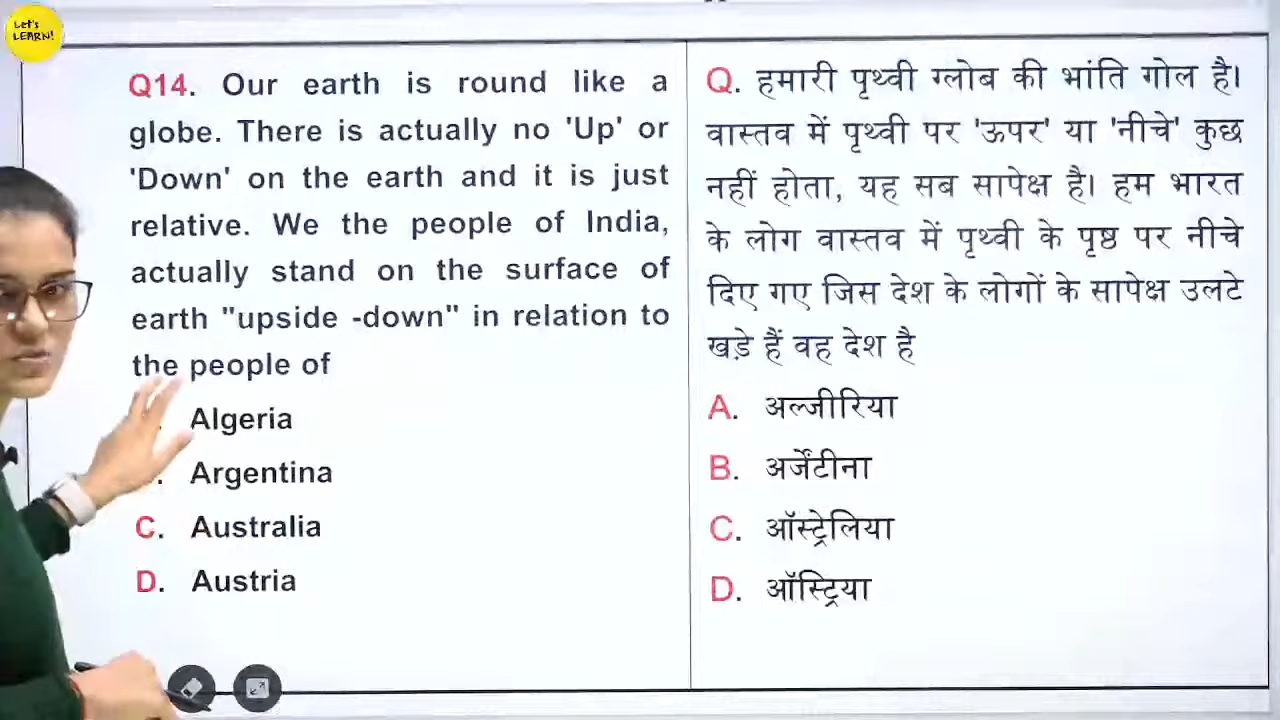 Let's
LEARN!
Q14. Our earth is round like a
globe. There is actually no 'Up' or
'Down' on the earth and it is just
relative. We the people of India,
actually stand on the surface of
earth "upside -down" in relation to
the people of
Algeria
Argentina
C. Australia
D. Austria
Q. हमारी पृथ्वी ग्लोब की भांति गोल है।
वास्तव में पृथ्वी पर 'ऊपर' या 'नीचे' कुछ
नहीं होता, यह सब सापेक्ष है। हम भारत
के लोग वास्तव में पृथ्वी के पृष्ठ पर नीचे
दिए गए जिस देश के लोगों के सापेक्ष उलटे
खड़े हैं वह देश है
A. अल्जीरिया
B. अर्जेंटीना
C. ऑस्ट्रेलिया
D. ऑस्ट्रिया